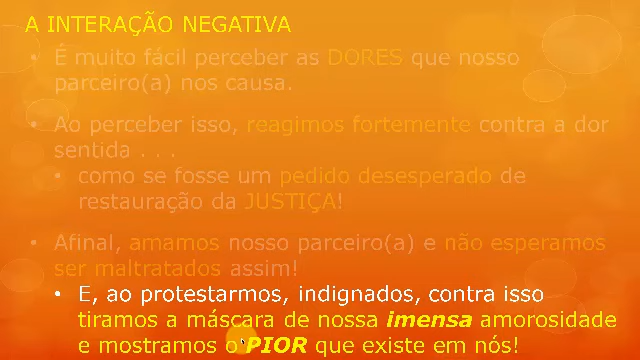 A INTERAÇÃO NEGATIVA
• É muito fácil perceber as DORES que nosso
parceiro(a) nos causa.
• Ao perceber isso, reagimos fortemente contra a dor
sentida . . .
• como se fosse um pedido desesperado de
restauração da JUSTIÇA!
• Afinal, amamos nosso parceiro(a) e não esperamos
ser maltratados assim!
• E, ao protestarmos, indignados, contra isso
tiramos a máscara de nossa imensa amorosidade
e mostramos o PIOR que existe em nós!